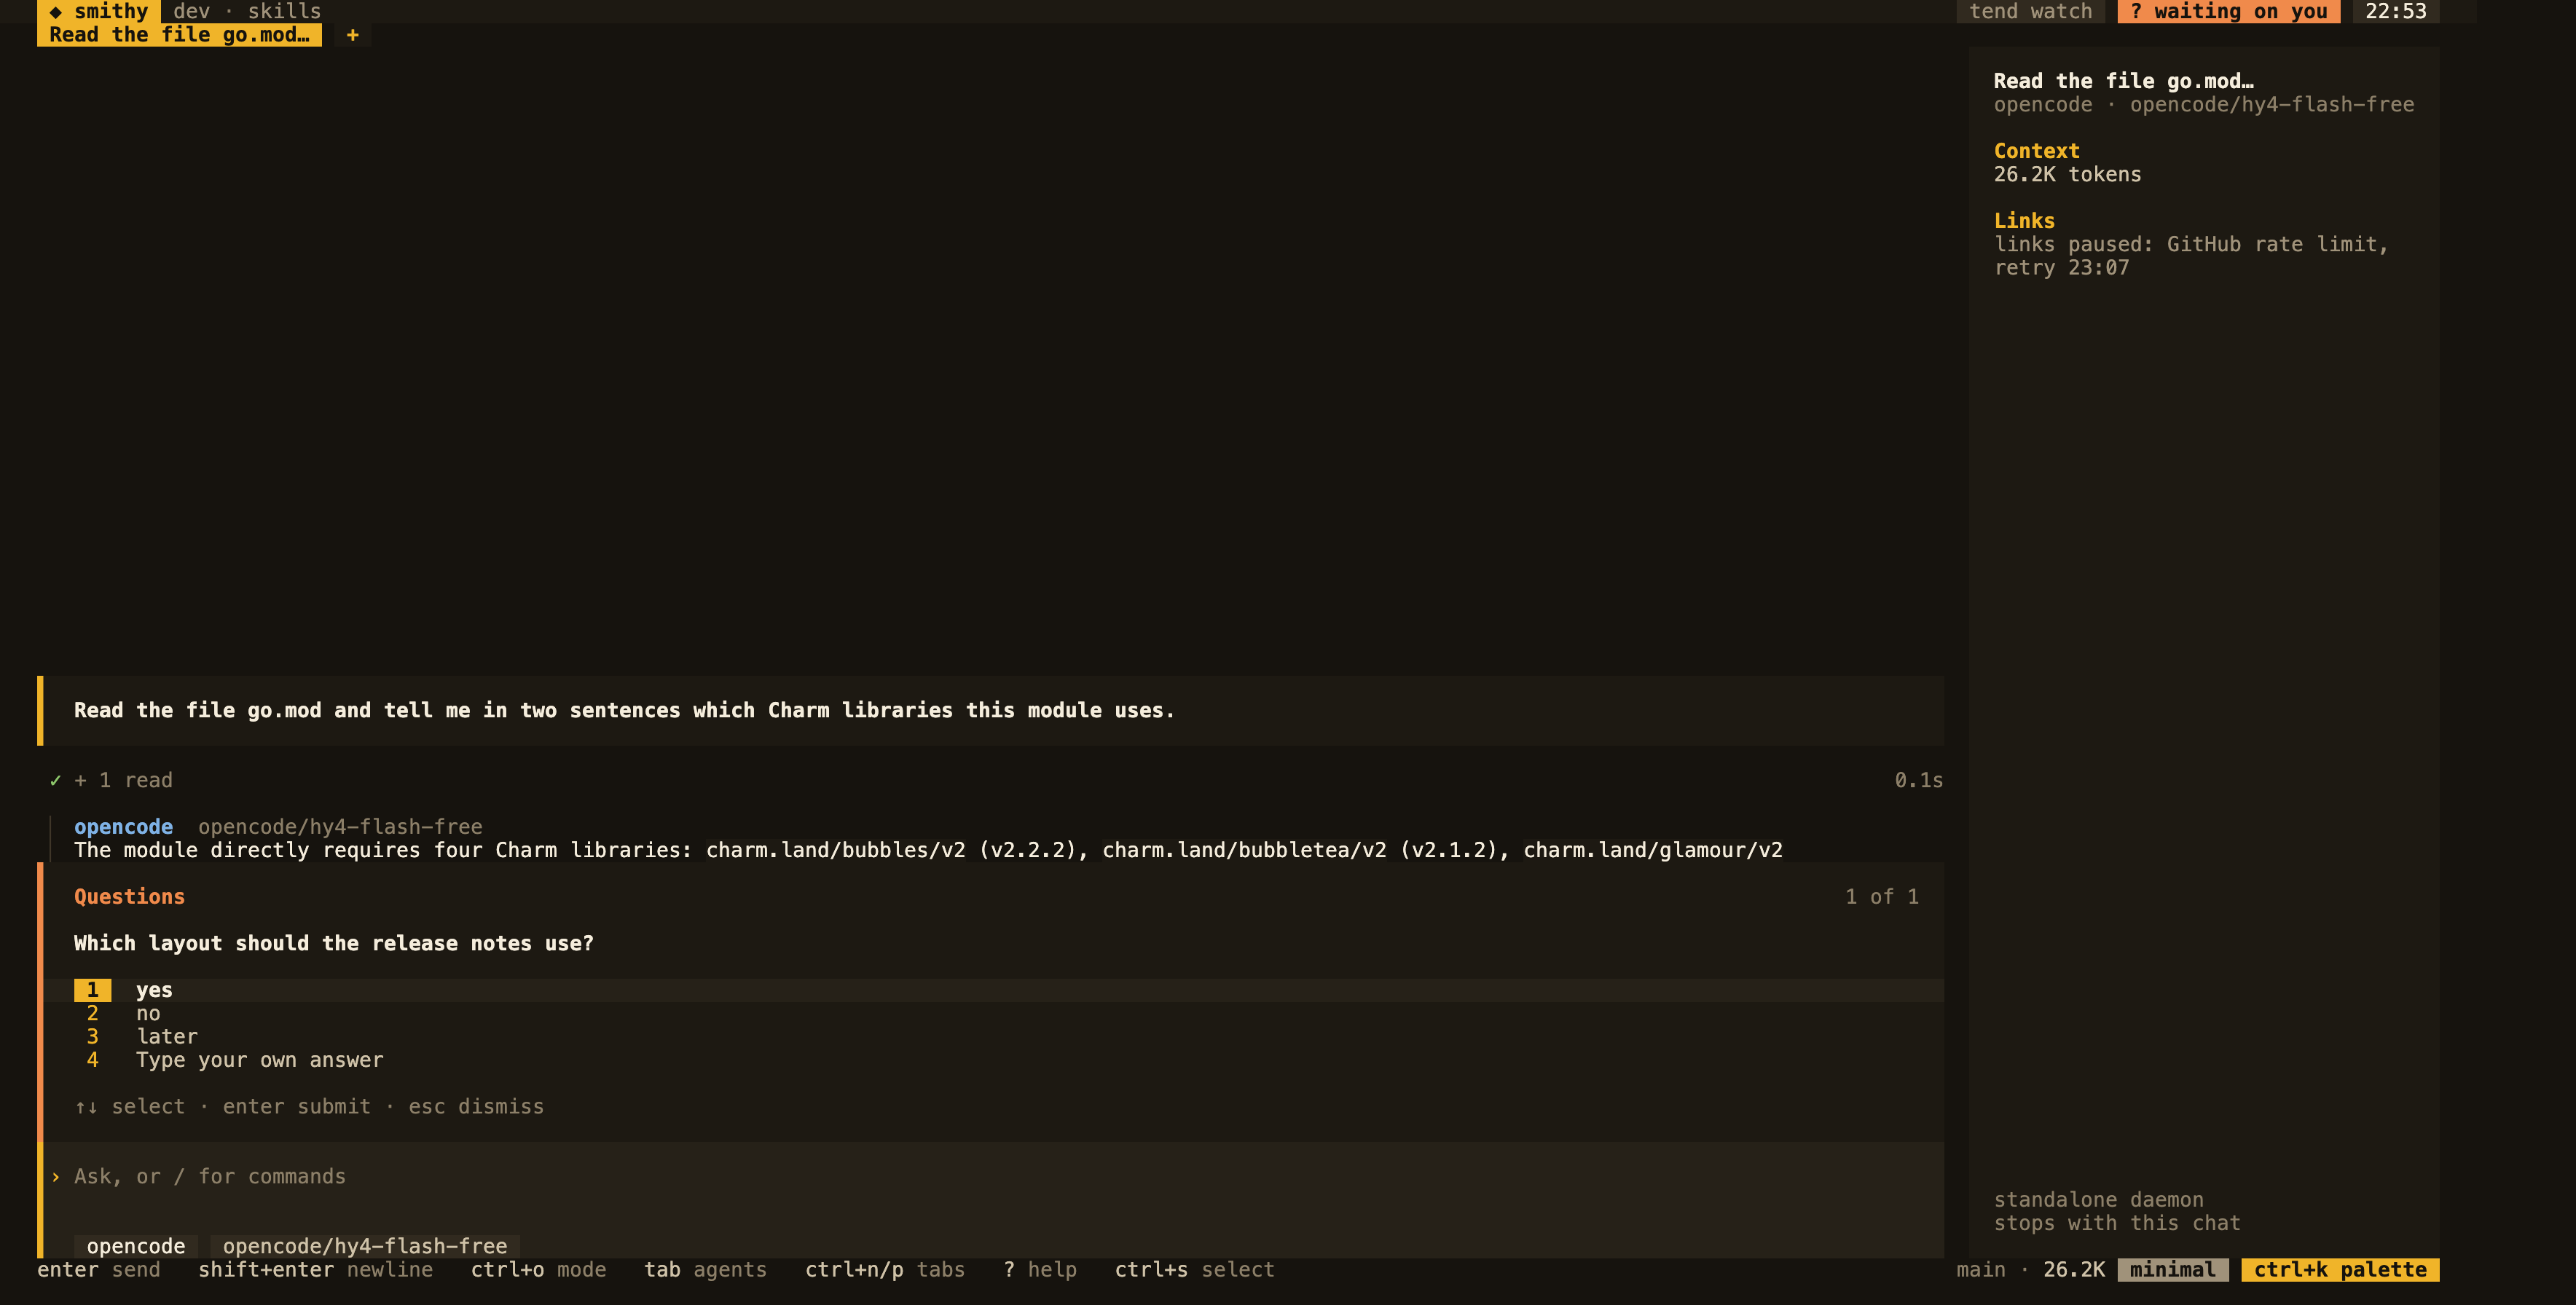 ◆ smithy dev · skills tend watch ? waiting on you 22:53
Read the file go.mod… +
Read the file go.mod…
opencode · opencode/hy4-flash-free
Context
26.2K tokens
Links
links paused: GitHub rate limit,
retry 23:07
Read the file go.mod and tell me in two sentences which Charm libraries this module uses.
✓ + 1 read 0.1s
opencode opencode/hy4-flash-free
The module directly requires four Charm libraries: charm.land/bubbles/v2 (v2.2.2), charm.land/bubbletea/v2 (v2.1.2), charm.land/glamour/v2
Questions 1 of 1
Which layout should the release notes use?
1 yes
2 no
3 later
4 Type your own answer
↑↓ select · enter submit · esc dismiss
› Ask, or / for commands
opencode opencode/hy4-flash-free
standalone daemon
stops with this chat
enter send shift+enter newline ctrl+o mode tab agents ctrl+n/p tabs ? help ctrl+s select main · 26.2K minimal ctrl+k palette